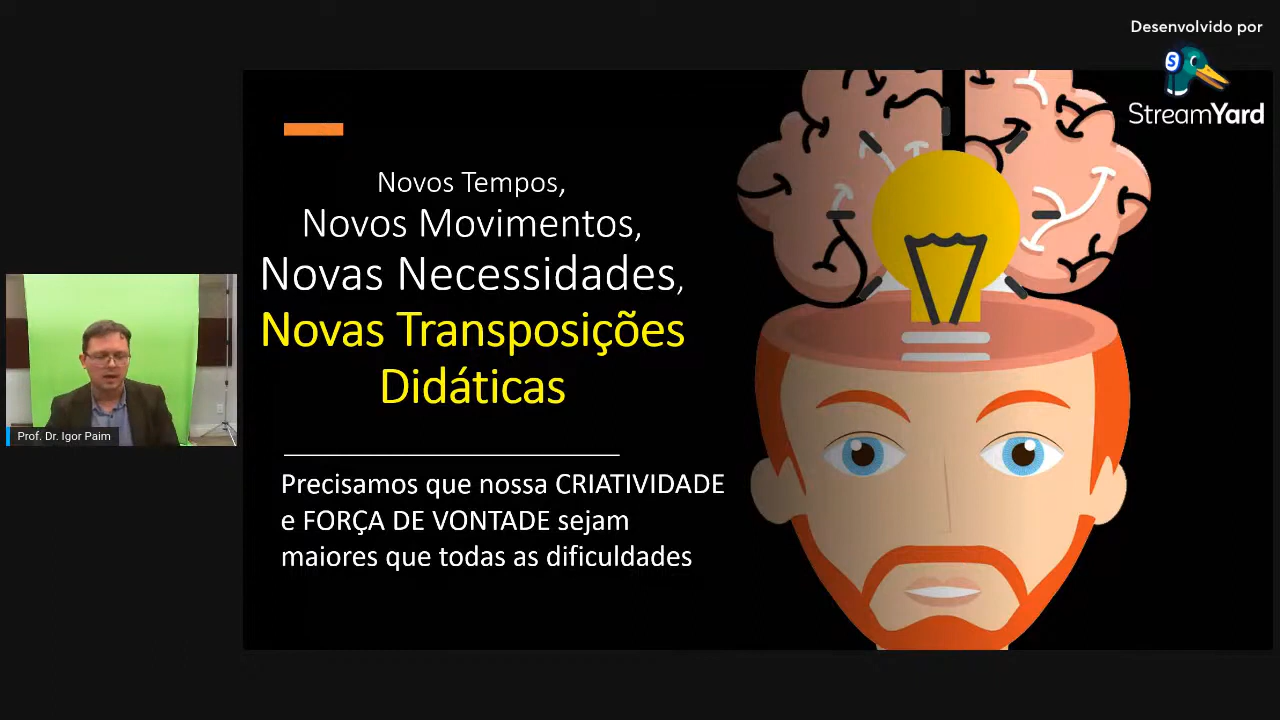 Desenvolvido por
S
StreamYard
Novos Tempos,
Novos Movimentos,
Novas Necessidades,
Novas Transposições
Didáticas
Precisamos que nossa CRIATIVIDADE
e FORÇA DE VONTADE sejam
maiores que todas as dificuldades
Prof. Dr. Igor Paim